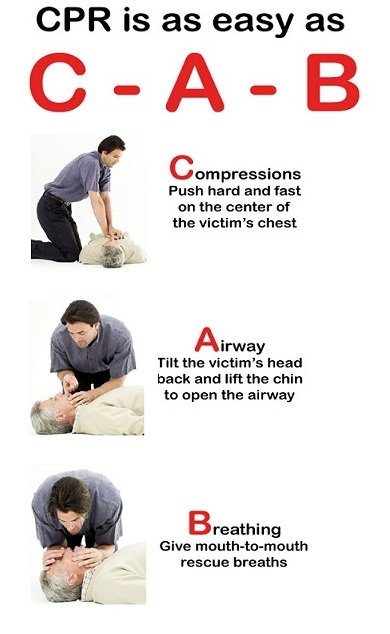 CPR is as easy as
C - A - B
Compressions
Push hard and fast
on the center of
the victim's chest
Airway
Tilt the victim's head
back and lift the chin
to open the airway
Breathing
Give mouth-to-mouth
rescue breaths